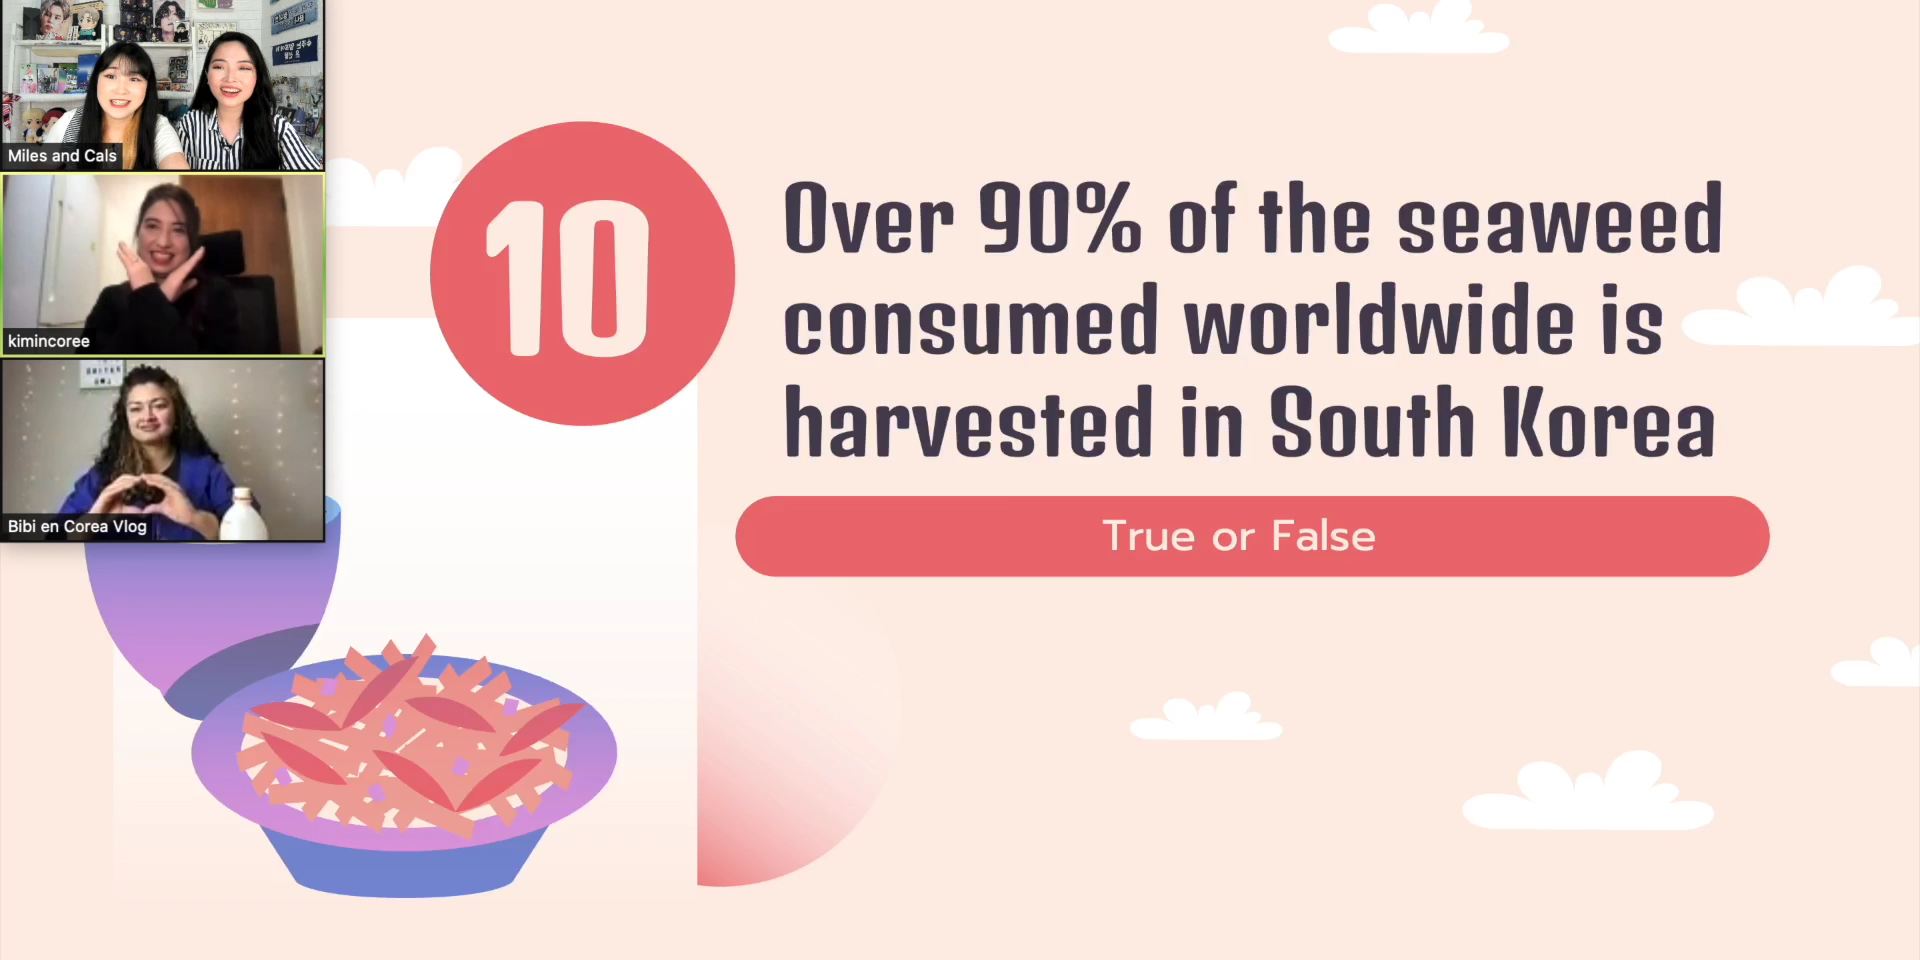 Miles and Cals
kimincoree
Bibi en Corea Vlog
10
Over 90% of the seaweed
consumed worldwide is
harvested in South Korea
True or False